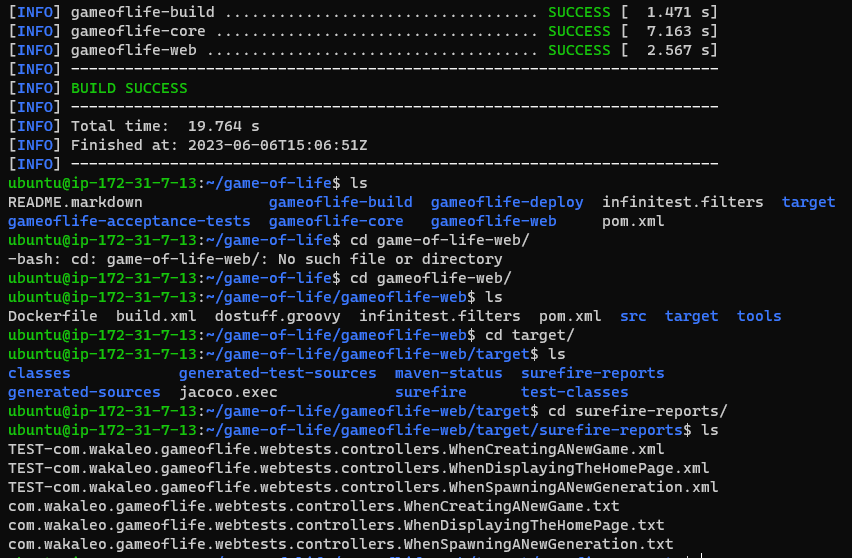 [INFO] gameoflife-build ................................... SUCCESS [  1.471 s]
[INFO] gameoflife-core .................................... SUCCESS [  7.163 s]
[INFO] gameoflife-web ..................................... SUCCESS [  2.567 s]
[INFO] ------------------------------------------------------------------------
[INFO] BUILD SUCCESS
[INFO] ------------------------------------------------------------------------
[INFO] Total time:  19.764 s
[INFO] Finished at: 2023-06-06T15:06:51Z
[INFO] ------------------------------------------------------------------------
ubuntu@ip-172-31-7-13:~/game-of-life$ ls
README.markdown              gameoflife-build  gameoflife-deploy  infinitest.filters  target
gameoflife-acceptance-tests  gameoflife-core   gameoflife-web     pom.xml
ubuntu@ip-172-31-7-13:~/game-of-life$ cd game-of-life-web/
-bash: cd: game-of-life-web/: No such file or directory
ubuntu@ip-172-31-7-13:~/game-of-life$ cd gameoflife-web/
ubuntu@ip-172-31-7-13:~/game-of-life/gameoflife-web$ ls
Dockerfile  build.xml  dostuff.groovy  infinitest.filters  pom.xml  src  target  tools
ubuntu@ip-172-31-7-13:~/game-of-life/gameoflife-web$ cd target/
ubuntu@ip-172-31-7-13:~/game-of-life/gameoflife-web/target$ ls
classes            generated-test-sources  maven-status  surefire-reports
generated-sources  jacoco.exec             surefire      test-classes
ubuntu@ip-172-31-7-13:~/game-of-life/gameoflife-web/target$ cd surefire-reports/
ubuntu@ip-172-31-7-13:~/game-of-life/gameoflife-web/target/surefire-reports$ ls
TEST-com.wakaleo.gameoflife.webtests.controllers.WhenCreatingANewGame.xml
TEST-com.wakaleo.gameoflife.webtests.controllers.WhenDisplayingTheHomePage.xml
TEST-com.wakaleo.gameoflife.webtests.controllers.WhenSpawningANewGeneration.xml
com.wakaleo.gameoflife.webtests.controllers.WhenCreatingANewGame.txt
com.wakaleo.gameoflife.webtests.controllers.WhenDisplayingTheHomePage.txt
com.wakaleo.gameoflife.webtests.controllers.WhenSpawningANewGeneration.txt